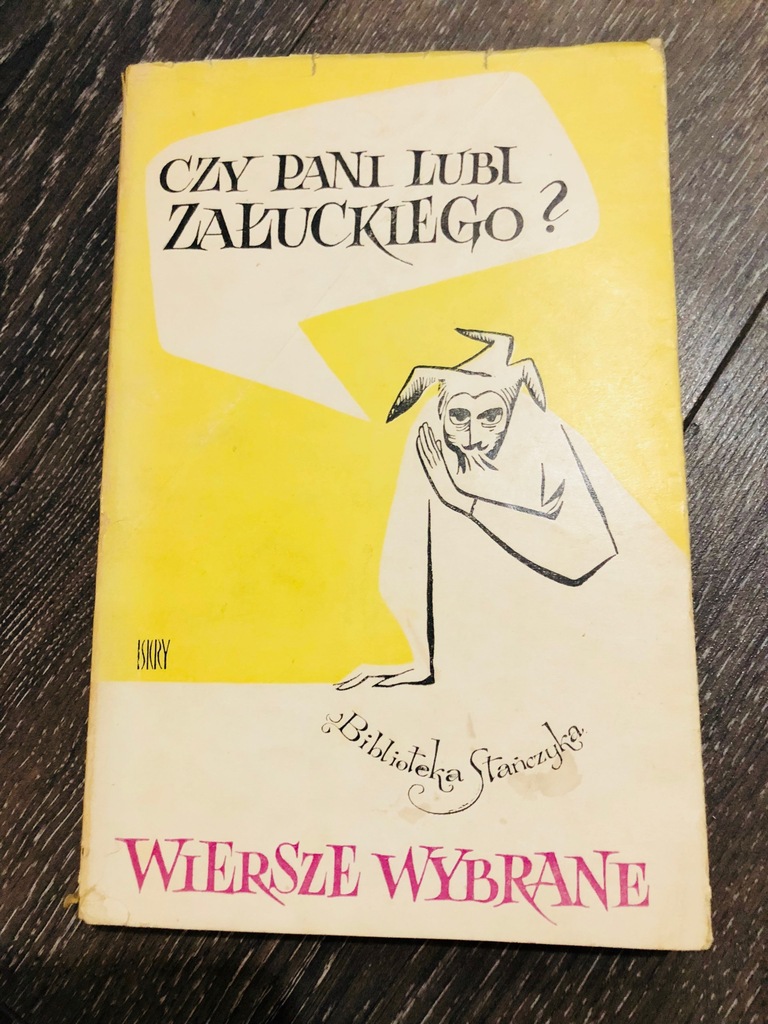 CZY PANI LUBI
ZAŁUCKIEGO?
ISKRY
Biblioteka Stańczyka
WIERSZE WYBRANE